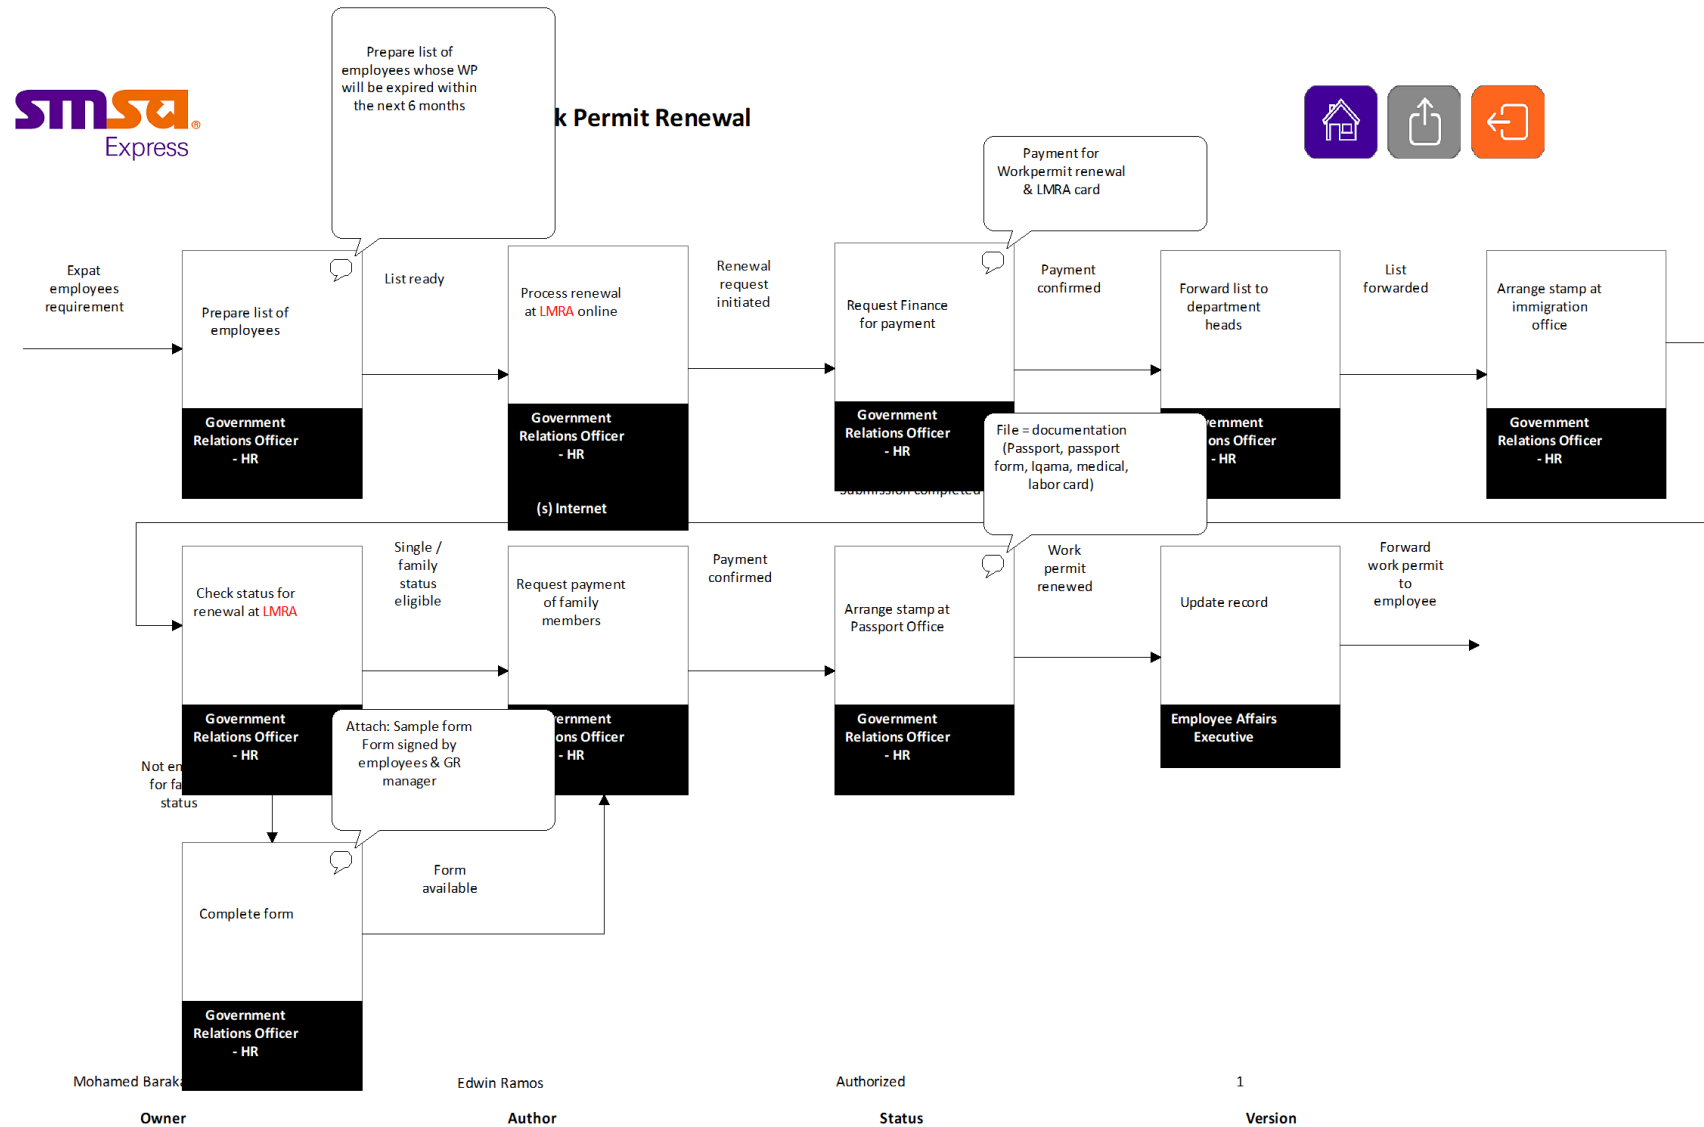 Prepare list of
employees whose WP
will be expired within
the next 6 months
smsa
Express
k Permit Renewal
Payment for
Workpermit renewal
& LMRA card
Expat
employees
requirement
Prepare list of
employees
Government
Relations Officer
- HR
List ready
Process renewal
at LMRA online
Government
Relations Officer
- HR
(s) Internet
Renewal
request
initiated
Request Finance
for payment
Government
Relations Officer
- HR
Payment
confirmed
Forward list to
department
heads
Officer
- HR
List
forwarded
Arrange stamp at
immigration
office
Government
Relations Officer
- HR
Submission completed
File = documentation
(Passport, passport
form, Iqama, medical,
labor card)
Check status for
renewal at LMRA
Government
Relations Officer
- HR
Single /
family
status
eligible
Request payment
of family
members
Officer
- HR
Payment
confirmed
Arrange stamp at
Passport Office
Government
Relations Officer
- HR
Work
permit
renewed
Update record
Employee Affairs
Executive
Forward
work permit
to
employee
Not
for
status
Attach: Sample form
Form signed by
employees & GR
manager
Complete form
Government
Relations Officer
- HR
Form
available
Mohamed
Edwin Ramos
Authorized
1
Owner
Author
Status
Version